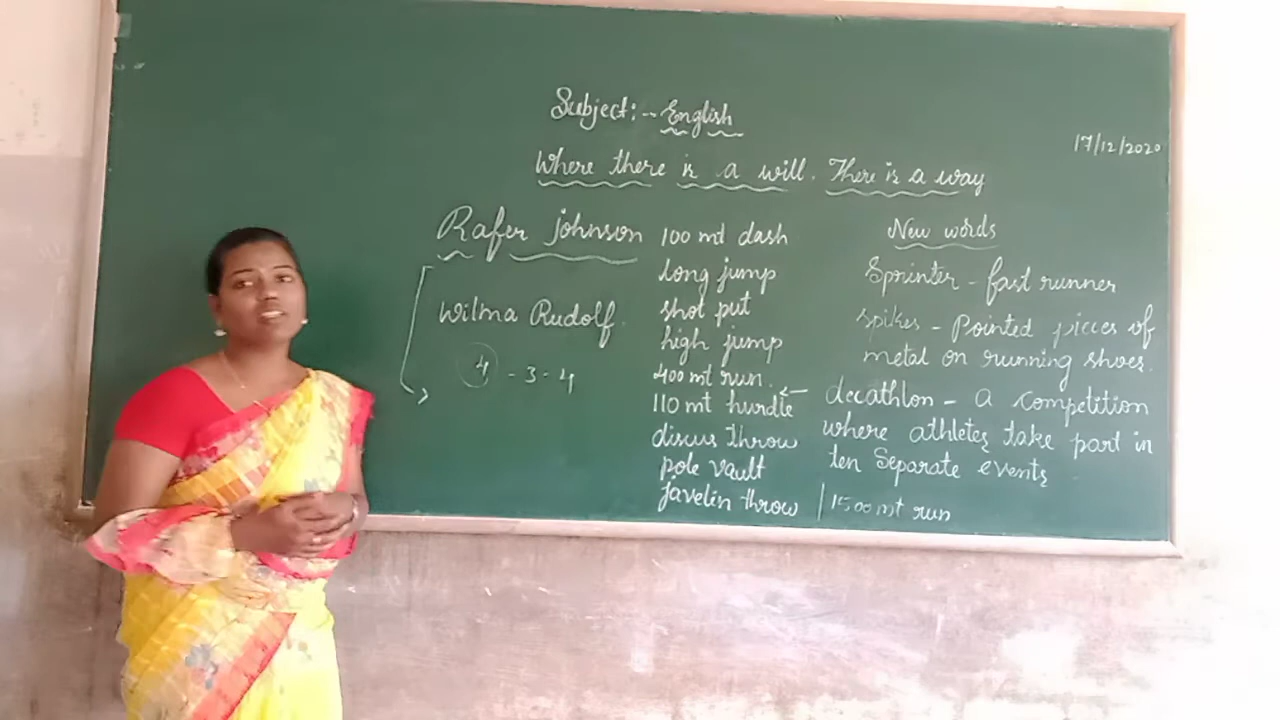 Subject:-- English
17/12/2020
Where there is a will. There is a way
Rafer Johnson
Wilma Rudolf.
4 - 3 - 4
100 mt dash
long jump
shot put
high jump
400 mt run.
110 mt hurdle
discus throw
pole vault
javelin throw
1500 mt run
New words
Sprinter - fast runner
spikes - Pointed pieces of
metal on running shoes.
decathlon - a competition
where athletes take part in
ten Separate events